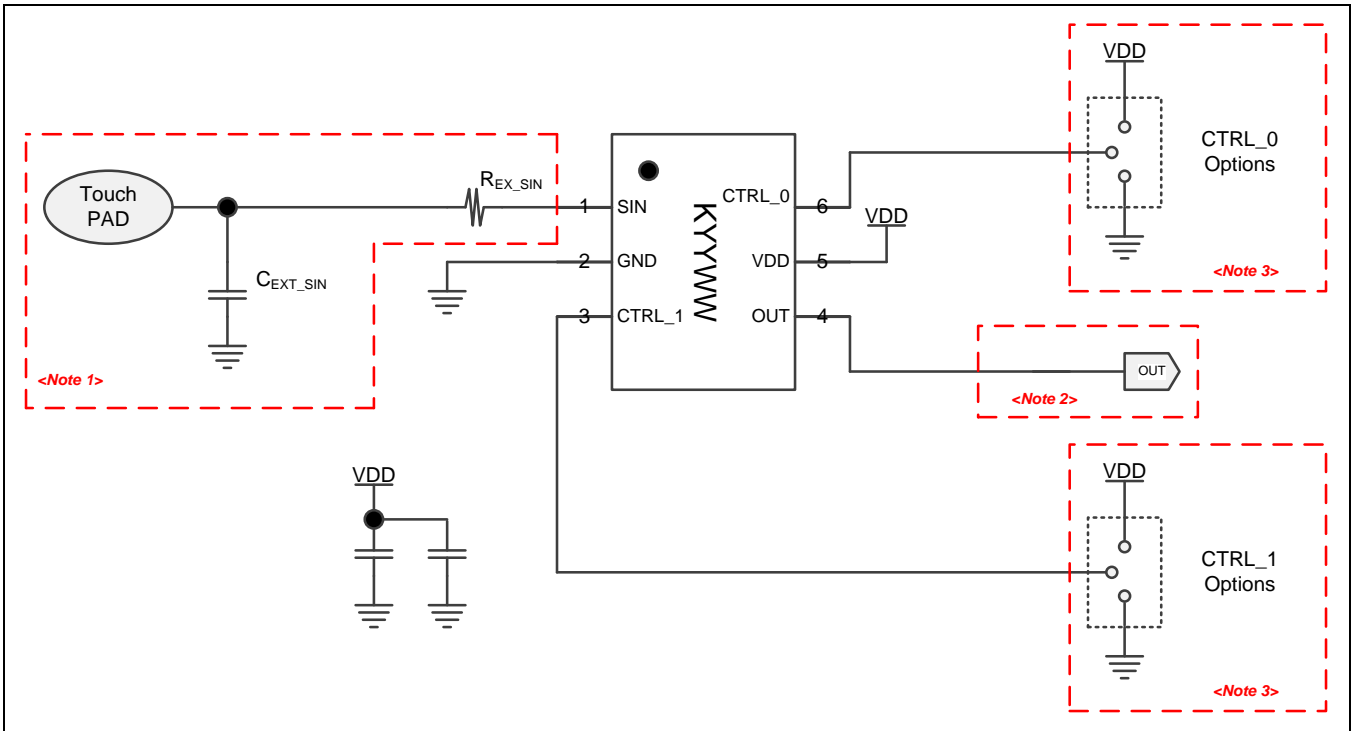 VDD
CTRL_0
Options
<Note 3>
Touch
PAD
REX_SIN
CEXT_SIN
<Note 1>
1
SIN
2
GND
3
CTRL_1
KYYWW
CTRL_0
6
VDD
5
VDD
OUT
4
OUT
<Note 2>
VDD
VDD
CTRL_1
Options
<Note 3>